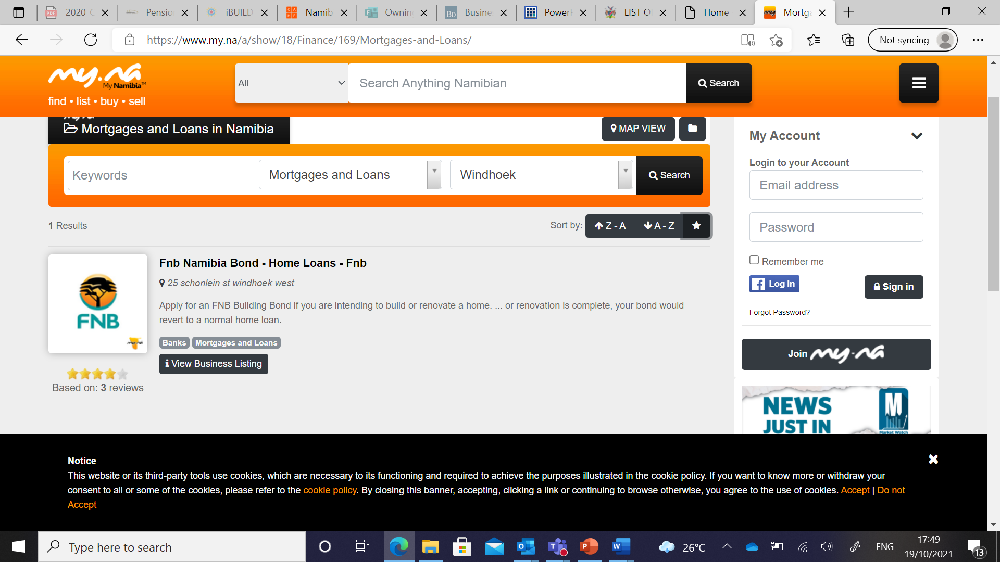 2020_C
Pensio
iBUILD
Namib
Ownin
Busine
PowerP
LIST OI
Home
Mortga
https://www.my.na/a/show/18/Finance/169/Mortgages-and-Loans/
Not syncing
my.na
My Namibia™
find • list • buy • sell
All
Search Anything Namibian
Search
Mortgages and Loans in Namibia
MAP VIEW
Keywords
Mortgages and Loans
Windhoek
Search
1 Results
Sort by:
Z - A
A - Z
FNB
Fnb Namibia Bond - Home Loans - Fnb
25 schonlein st windhoek west
Apply for an FNB Building Bond if you are intending to build or renovate a home. ... or renovation is complete, your bond would
revert to a normal home loan.
Banks
Mortgages and Loans
View Business Listing
Based on: 3 reviews
My Account
Login to your Account
Email address
Password
Remember me
Log In
Sign in
Forgot Password?
Join my.na
NEWS
JUST IN
M
Market Watch
Notice
This website or its third-party tools use cookies, which are necessary to its functioning and required to achieve the purposes illustrated in the cookie policy. If you want to know more or withdraw your
consent to all or some of the cookies, please refer to the cookie policy. By closing this banner, accepting, clicking a link or continuing to browse otherwise, you agree to the use of cookies. Accept | Do not
Accept
Type here to search
26°C
ENG
17:49
19/10/2021
13